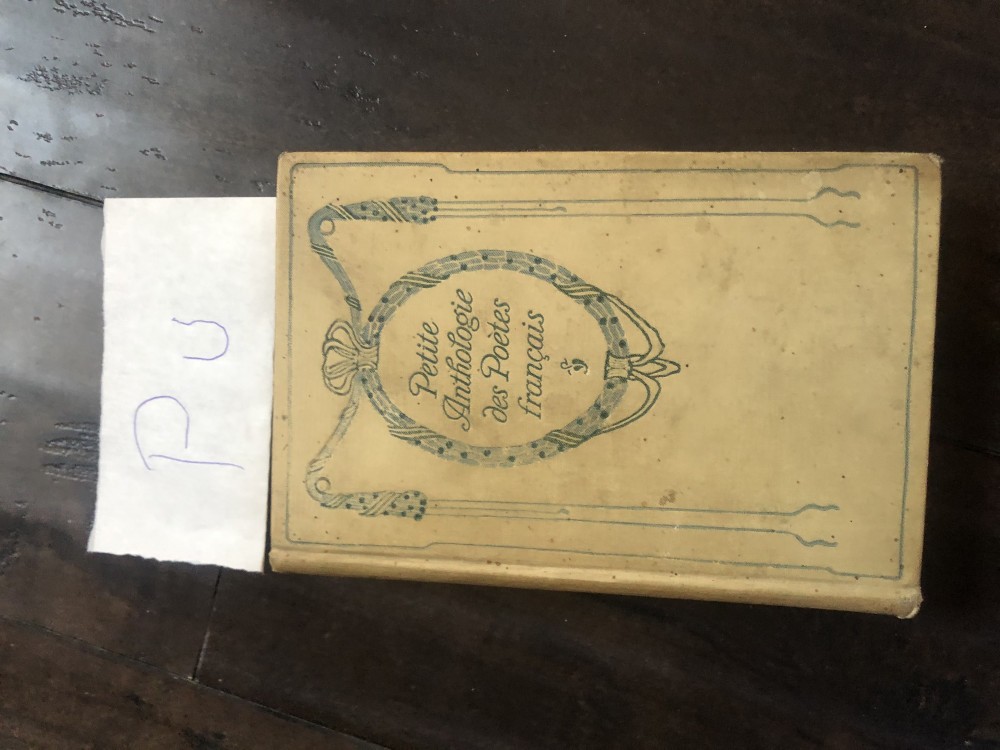 PU
Petite
Anthologie
des Poètes
français